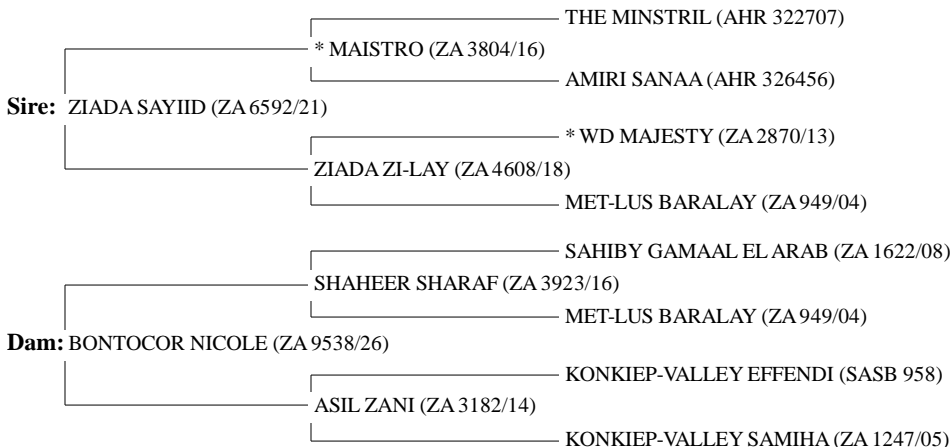 THE MINSTRIL (AHR 322707)
* MAISTRO (ZA 3804/16)
AMIRI SANAA (AHR 326456)
Sire: ZIADA SAYIID (ZA 6592/21)
* WD MAJESTY (ZA 2870/13)
ZIADA ZI-LAY (ZA 4608/18)
MET-LUS BARALAY (ZA 949/04)
SAHIBY GAMAAL EL ARAB (ZA 1622/08)
SHAHEER SHARAF (ZA 3923/16)
MET-LUS BARALAY (ZA 949/04)
Dam: BONTOCOR NICOLE (ZA 9538/26)
KONKIEP-VALLEY EFFENDI (SASB 958)
ASIL ZANI (ZA 3182/14)
KONKIEP-VALLEY SAMIHA (ZA 1247/05)